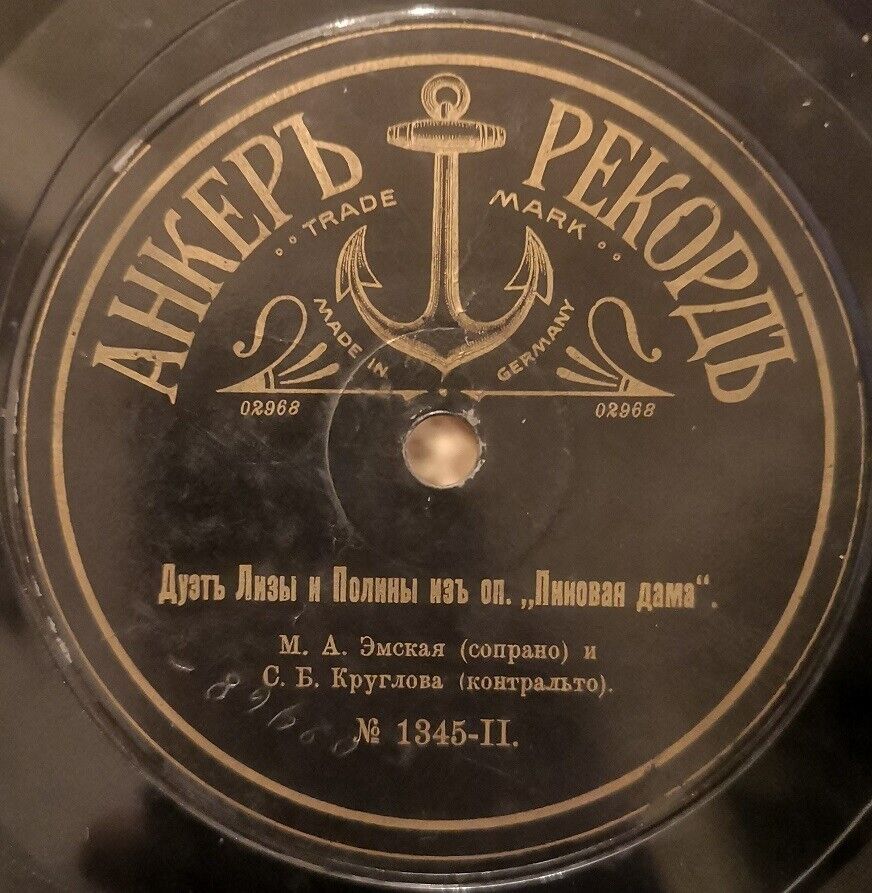 АНКЕРЪ РЕКОРДЪ
TRADE MARK
MADE IN GERMANY
02968 02968
Дуэтъ Лизы и Полины изъ оп. „Пиковая дама“.
М. А. Эмская (сопрано) и
С. Б. Круглова (контральто).
№ 1345-II.